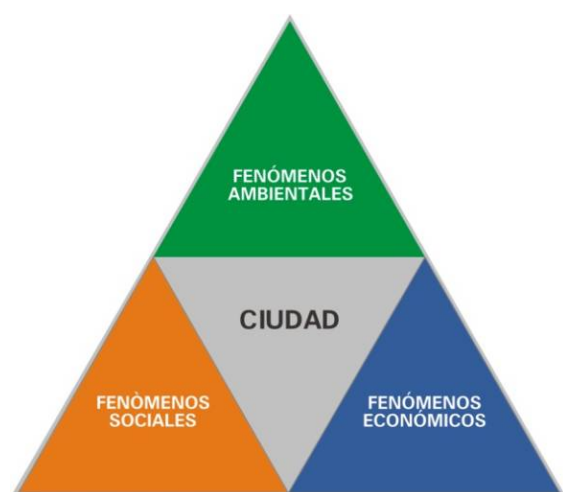 FENÓMENOS
AMBIENTALES
CIUDAD
FENÒMENOS
SOCIALES
FENÓMENOS
ECONÓMICOS